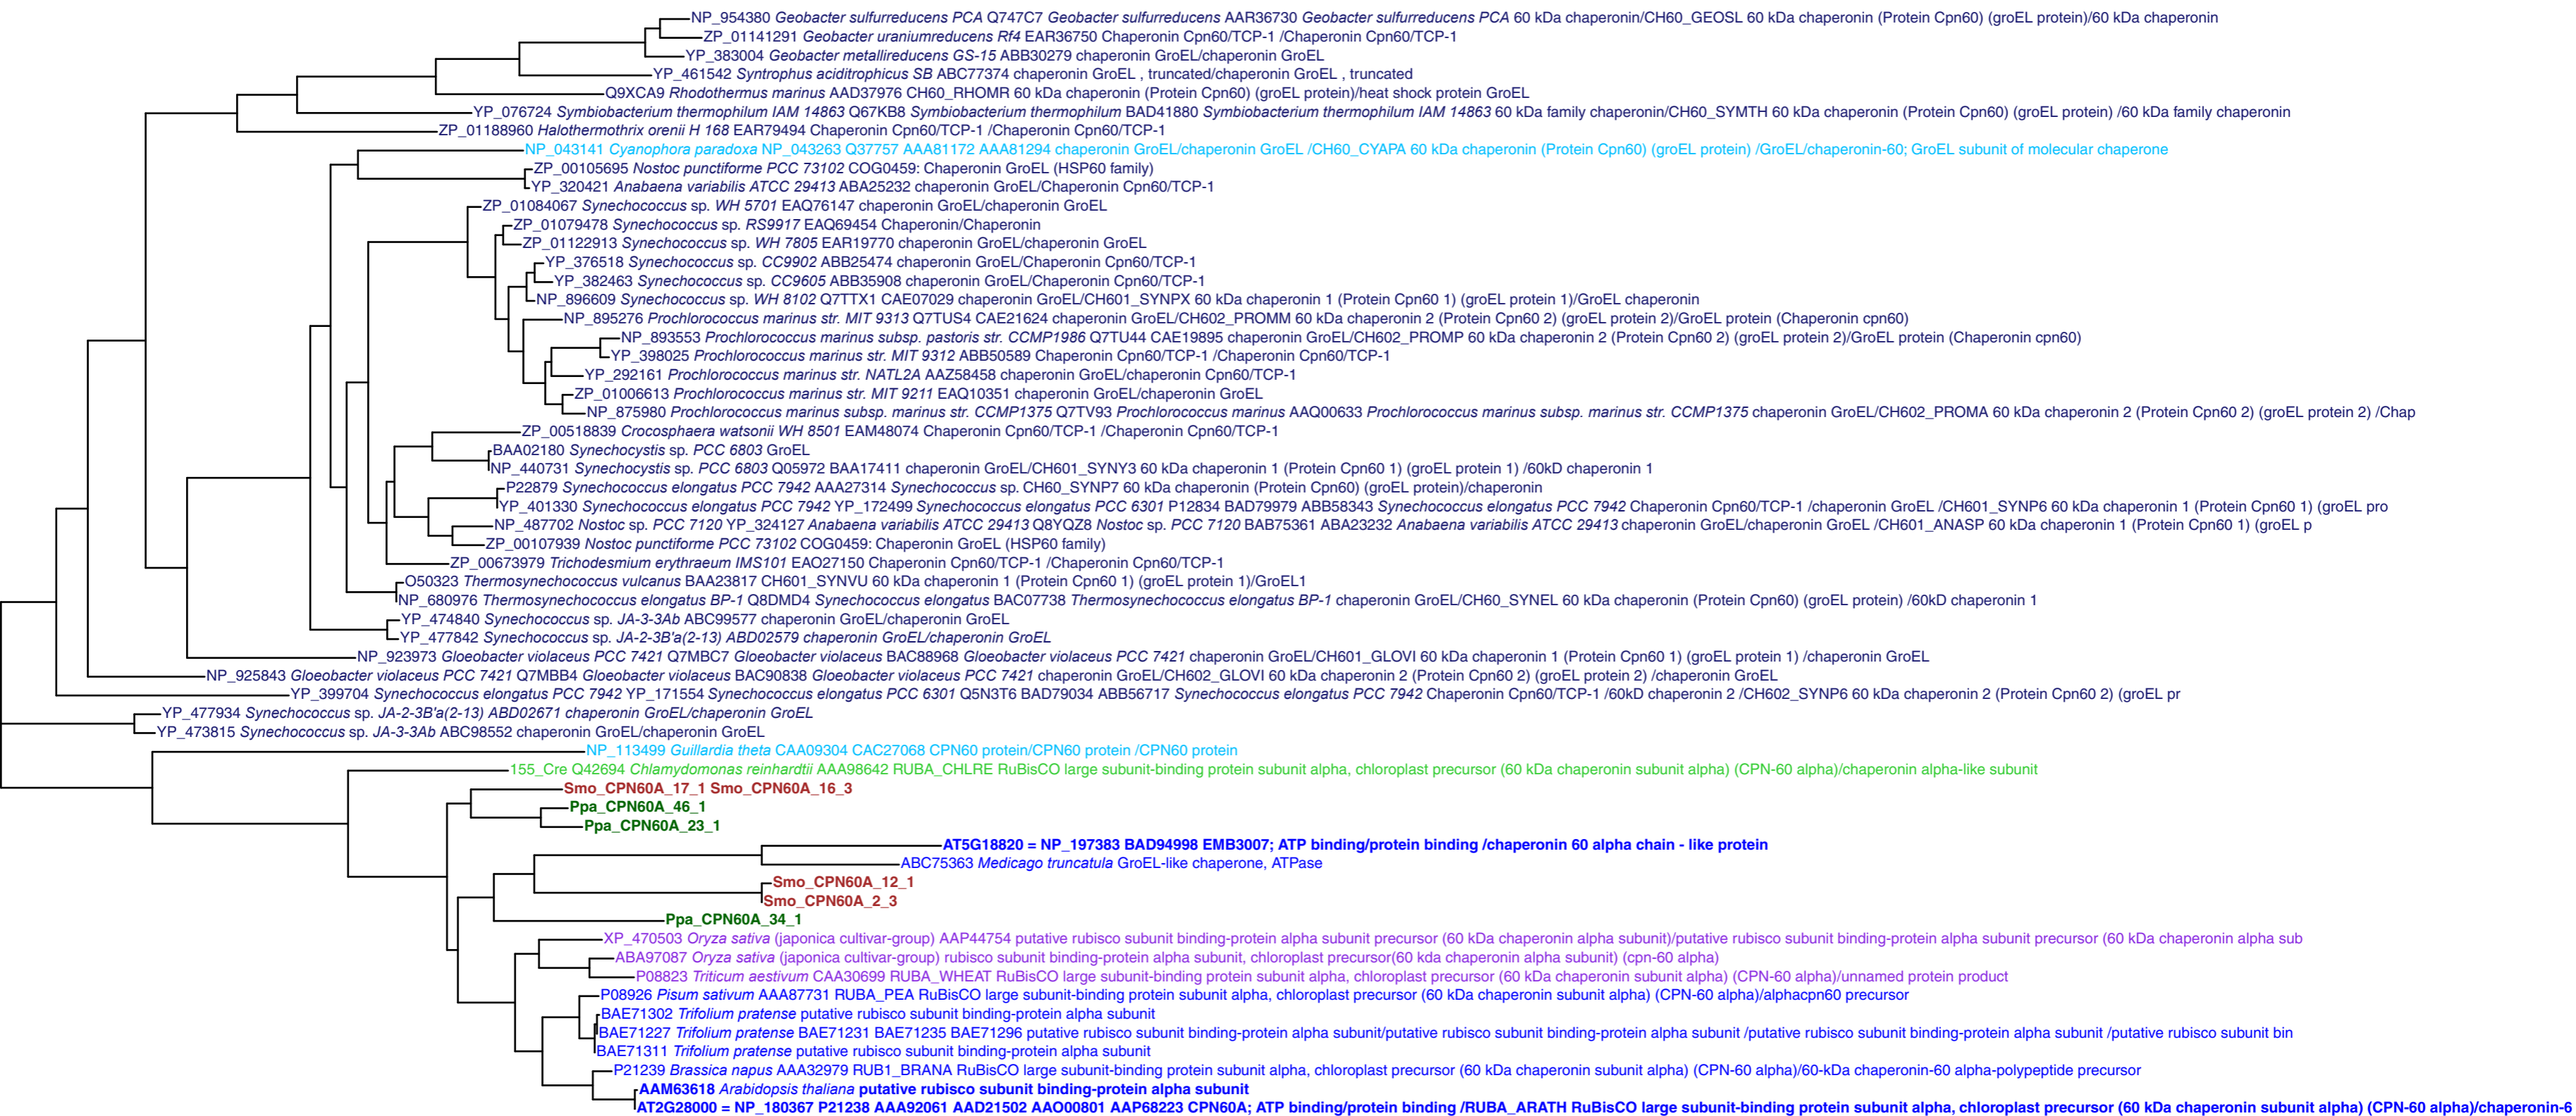 NP_954380 Geobacter sulfurreducens PCA Q747C7 Geobacter sulfurreducens AAR36730 Geobacter sulfurreducens PCA 60 kDa chaperonin/CH60_GEOSL 60 kDa chaperonin (Protein Cpn60) (groEL protein)/60 kDa chaperonin
ZP_01141291 Geobacter uraniumreducens Rf4 EAR36750 Chaperonin Cpn60/TCP-1 /Chaperonin Cpn60/TCP-1
YP_383004 Geobacter metallireducens GS-15 ABB30279 chaperonin GroEL/chaperonin GroEL
YP_461542 Syntrophus aciditrophicus SB ABC77374 chaperonin GroEL , truncated/chaperonin GroEL , truncated
Q9XCA9 Rhodothermus marinus AAD37976 CH60_RHOMR 60 kDa chaperonin (Protein Cpn60) (groEL protein)/heat shock protein GroEL
YP_076724 Symbiobacterium thermophilum IAM 14863 Q67KB8 Symbiobacterium thermophilum BAD41880 Symbiobacterium thermophilum IAM 14863 60 kDa family chaperonin/CH60_SYMTH 60 kDa chaperonin (Protein Cpn60) (groEL protein) /60 kDa family chaperonin
ZP_01188960 Halothermothrix orenii H 168 EAR79494 Chaperonin Cpn60/TCP-1 /Chaperonin Cpn60/TCP-1
NP_043141 Cyanophora paradoxa NP_043263 Q37757 AAA81172 AAA81294 chaperonin GroEL/chaperonin GroEL /CH60_CYAPA 60 kDa chaperonin (Protein Cpn60) (groEL protein) /GroEL/chaperonin-60; GroEL subunit of molecular chaperone
ZP_00105695 Nostoc punctiforme PCC 73102 COG0459: Chaperonin GroEL (HSP60 family)
YP_320421 Anabaena variabilis ATCC 29413 ABA25232 chaperonin GroEL/Chaperonin Cpn60/TCP-1
ZP_01084067 Synechococcus sp. WH 5701 EAQ76147 chaperonin GroEL/chaperonin GroEL
ZP_01079478 Synechococcus sp. RS9917 EAQ69454 Chaperonin/Chaperonin
ZP_01122913 Synechococcus sp. WH 7805 EAR19770 chaperonin GroEL/chaperonin GroEL
YP_376518 Synechococcus sp. CC9902 ABB25474 chaperonin GroEL/Chaperonin Cpn60/TCP-1
YP_382463 Synechococcus sp. CC9605 ABB35908 chaperonin GroEL/Chaperonin Cpn60/TCP-1
NP_896609 Synechococcus sp. WH 8102 Q7TTX1 CAE07029 chaperonin GroEL/CH601_SYNPX 60 kDa chaperonin 1 (Protein Cpn60 1) (groEL protein 1)/GroEL chaperonin
NP_895276 Prochlorococcus marinus str. MIT 9313 Q7TUS4 CAE21624 chaperonin GroEL/CH602_PROMM 60 kDa chaperonin 2 (Protein Cpn60 2) (groEL protein 2)/GroEL protein (Chaperonin cpn60)
NP_893553 Prochlorococcus marinus subsp. pastoris str. CCMP1986 Q7TU44 CAE19895 chaperonin GroEL/CH602_PROMP 60 kDa chaperonin 2 (Protein Cpn60 2) (groEL protein 2)/GroEL protein (Chaperonin cpn60)
YP_398025 Prochlorococcus marinus str. MIT 9312 ABB50589 Chaperonin Cpn60/TCP-1 /Chaperonin Cpn60/TCP-1
YP_292161 Prochlorococcus marinus str. NATL2A AAZ58458 chaperonin GroEL/chaperonin Cpn60/TCP-1
ZP_01006613 Prochlorococcus marinus str. MIT 9211 EAQ10351 chaperonin GroEL/chaperonin GroEL
NP_875980 Prochlorococcus marinus subsp. marinus str. CCMP1375 Q7TV93 Prochlorococcus marinus AAQ00633 Prochlorococcus marinus subsp. marinus str. CCMP1375 chaperonin GroEL/CH602_PROMA 60 kDa chaperonin 2 (Protein Cpn60 2) (groEL protein 2) /Chap
ZP_00518839 Crocosphaera watsonii WH 8501 EAM48074 Chaperonin Cpn60/TCP-1 /Chaperonin Cpn60/TCP-1
BAA02180 Synechocystis sp. PCC 6803 GroEL
NP_440731 Synechocystis sp. PCC 6803 Q05972 BAA17411 chaperonin GroEL/CH601_SYNY3 60 kDa chaperonin 1 (Protein Cpn60 1) (groEL protein 1) /60kD chaperonin 1
P22879 Synechococcus elongatus PCC 7942 AAA27314 Synechococcus sp. CH60_SYNP7 60 kDa chaperonin (Protein Cpn60) (groEL protein)/chaperonin
YP_401330 Synechococcus elongatus PCC 7942 YP_172499 Synechococcus elongatus PCC 6301 P12834 BAD79979 ABB58343 Synechococcus elongatus PCC 7942 Chaperonin Cpn60/TCP-1 /chaperonin GroEL /CH601_SYNP6 60 kDa chaperonin 1 (Protein Cpn60 1) (groEL pro
NP_487702 Nostoc sp. PCC 7120 YP_324127 Anabaena variabilis ATCC 29413 Q8YQZ8 Nostoc sp. PCC 7120 BAB75361 ABA23232 Anabaena variabilis ATCC 29413 chaperonin GroEL/chaperonin GroEL /CH601_ANASP 60 kDa chaperonin 1 (Protein Cpn60 1) (groEL p
ZP_00107939 Nostoc punctiforme PCC 73102 COG0459: Chaperonin GroEL (HSP60 family)
ZP_00673979 Trichodesmium erythraeum IMS101 EAO27150 Chaperonin Cpn60/TCP-1 /Chaperonin Cpn60/TCP-1
O50323 Thermosynechococcus vulcanus BAA23817 CH601_SYNVU 60 kDa chaperonin 1 (Protein Cpn60 1) (groEL protein 1)/GroEL1
NP_680976 Thermosynechococcus elongatus BP-1 Q8DMD4 Synechococcus elongatus BAC07738 Thermosynechococcus elongatus BP-1 chaperonin GroEL/CH60_SYNEL 60 kDa chaperonin (Protein Cpn60) (groEL protein) /60kD chaperonin 1
YP_474840 Synechococcus sp. JA-3-3Ab ABC99577 chaperonin GroEL/chaperonin GroEL
YP_477842 Synechococcus sp. JA-2-3B'a(2-13) ABD02579 chaperonin GroEL/chaperonin GroEL
NP_923973 Gloeobacter violaceus PCC 7421 Q7MBC7 Gloeobacter violaceus BAC88968 Gloeobacter violaceus PCC 7421 chaperonin GroEL/CH601_GLOVI 60 kDa chaperonin 1 (Protein Cpn60 1) (groEL protein 1) /chaperonin GroEL
NP_925843 Gloeobacter violaceus PCC 7421 Q7MBB4 Gloeobacter violaceus BAC90838 Gloeobacter violaceus PCC 7421 chaperonin GroEL/CH602_GLOVI 60 kDa chaperonin 2 (Protein Cpn60 2) (groEL protein 2) /chaperonin GroEL
YP_399704 Synechococcus elongatus PCC 7942 YP_171554 Synechococcus elongatus PCC 6301 Q5N3T6 BAD79034 ABB56717 Synechococcus elongatus PCC 7942 Chaperonin Cpn60/TCP-1 /60kD chaperonin 2 /CH602_SYNP6 60 kDa chaperonin 2 (Protein Cpn60 2) (groEL pr
YP_477934 Synechococcus sp. JA-2-3B'a(2-13) ABD02671 chaperonin GroEL/chaperonin GroEL
YP_473815 Synechococcus sp. JA-3-3Ab ABC98552 chaperonin GroEL/chaperonin GroEL
NP_113499 Guillardia theta CAA09304 CAC27068 CPN60 protein/CPN60 protein /CPN60 protein
155_Cre Q42694 Chlamydomonas reinhardtii AAA98642 RUBA_CHLRE RuBisCO large subunit-binding protein subunit alpha, chloroplast precursor (60 kDa chaperonin subunit alpha) (CPN-60 alpha)/chaperonin alpha-like subunit
Smo_CPN60A_17_1 Smo_CPN60A_16_3
Ppa_CPN60A_46_1
Ppa_CPN60A_23_1
AT5G18820 = NP_197383 BAD94998 EMB3007; ATP binding/protein binding /chaperonin 60 alpha chain - like protein
ABC75363 Medicago truncatula GroEL-like chaperone, ATPase
Smo_CPN60A_12_1
Smo_CPN60A_2_3
Ppa_CPN60A_34_1
XP_470503 Oryza sativa (japonica cultivar-group) AAP44754 putative rubisco subunit binding-protein alpha subunit precursor (60 kDa chaperonin alpha subunit)/putative rubisco subunit binding-protein alpha subunit precursor (60 kDa chaperonin alpha sub
ABA97087 Oryza sativa (japonica cultivar-group) rubisco subunit binding-protein alpha subunit, chloroplast precursor(60 kda chaperonin alpha subunit) (cpn-60 alpha)
P08823 Triticum aestivum CAA30699 RUBA_WHEAT RuBisCO large subunit-binding protein subunit alpha, chloroplast precursor (60 kDa chaperonin subunit alpha) (CPN-60 alpha)/unnamed protein product
P08926 Pisum sativum AAA87731 RUBA_PEA RuBisCO large subunit-binding protein subunit alpha, chloroplast precursor (60 kDa chaperonin subunit alpha) (CPN-60 alpha)/alphacpn60 precursor
BAE71302 Trifolium pratense putative rubisco subunit binding-protein alpha subunit
BAE71227 Trifolium pratense BAE71231 BAE71235 BAE71296 putative rubisco subunit binding-protein alpha subunit/putative rubisco subunit binding-protein alpha subunit /putative rubisco subunit binding-protein alpha subunit /putative rubisco subunit bin
BAE71311 Trifolium pratense putative rubisco subunit binding-protein alpha subunit
P21239 Brassica napus AAA32979 RUB1_BRANA RuBisCO large subunit-binding protein subunit alpha, chloroplast precursor (60 kDa chaperonin subunit alpha) (CPN-60 alpha)/60-kDa chaperonin-60 alpha-polypeptide precursor
AAM63618 Arabidopsis thaliana putative rubisco subunit binding-protein alpha subunit
AT2G28000 = NP_180367 P21238 AAA92061 AAD21502 AAO00801 AAP68223 CPN60A; ATP binding/protein binding /RUBA_ARATH RuBisCO large subunit-binding protein subunit alpha, chloroplast precursor (60 kDa chaperonin subunit alpha) (CPN-60 alpha)/chaperonin-6